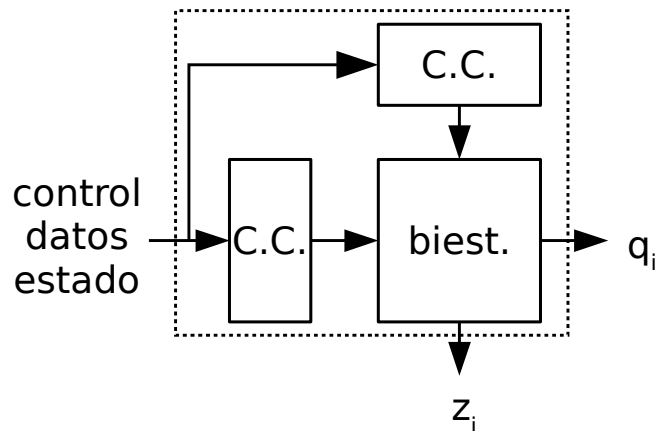 C.C.
control
datos
estado
C.C.
biest.
qi
zi